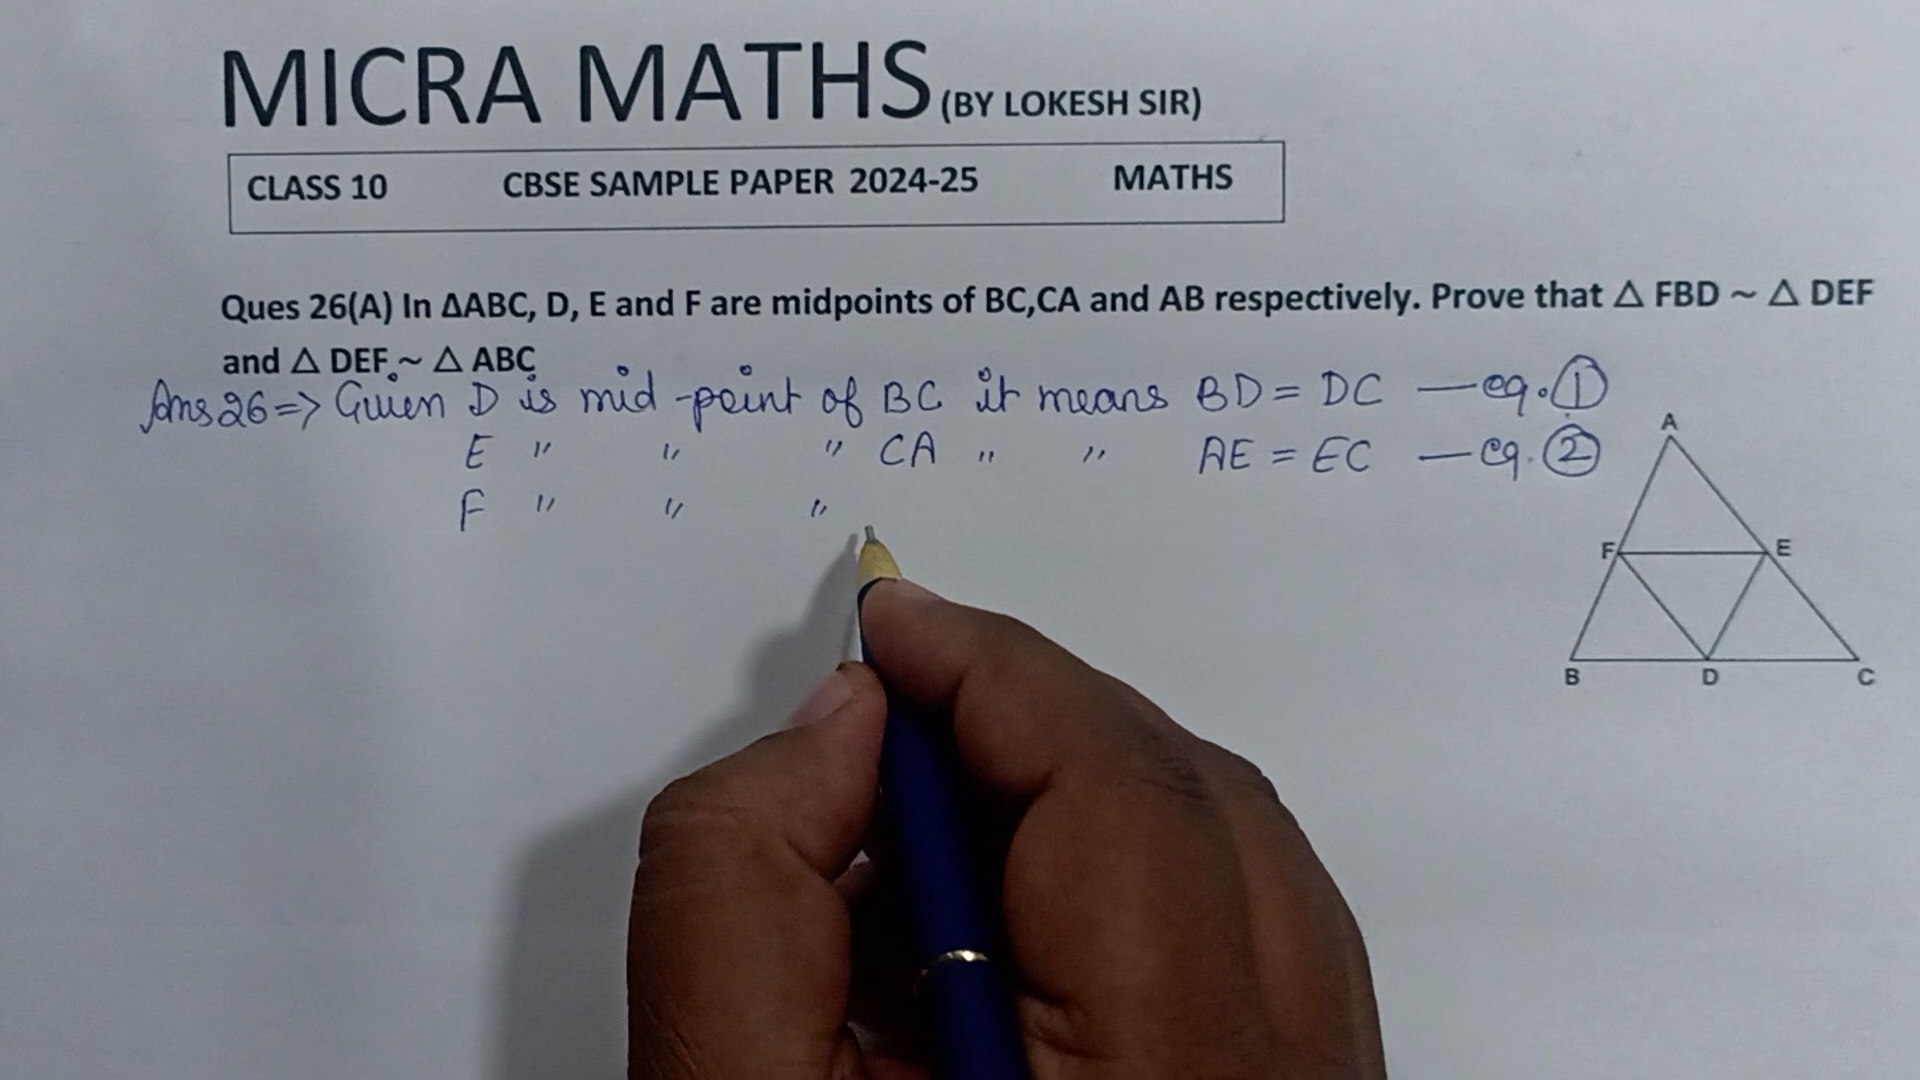 MICRA MATHS (BY LOKESH SIR)
CLASS 10 CBSE SAMPLE PAPER 2024-25 MATHS
Ques 26(A) In ΔABC, D, E and F are midpoints of BC,CA and AB respectively. Prove that △ FBD ~ △ DEF
and △ DEF ~ △ ABC
Ans 26 => Given D is mid-point of BC it means BD = DC — eq. ①
E " " " CA " " AE = EC — eq. ②
F " " "
A
F E
B D C